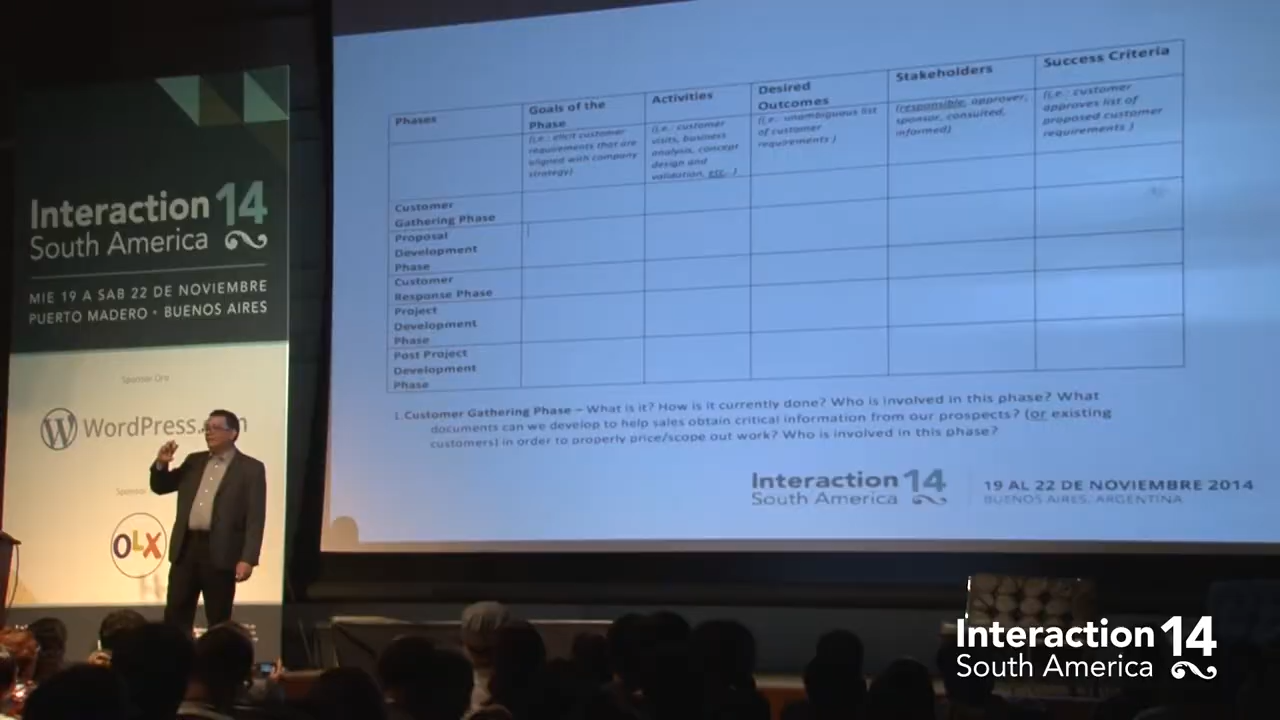 Interaction 14
South America
MIE 19 A SAB 22 DE NOVIEMBRE
PUERTO MADERO • BUENOS AIRES
Sponsor Oro
WordPress
Sponsor
OLX
Phases
Goals of the
Phase
(i.e.: elicit customer
requirements that are
aligned with company
strategy)
Activities
(i.e.: customer
visits, business
analysis, concept
design and
validation, etc.. )
Desired
Outcomes
(i.e.: unambiguous list
of customer
requirements )
Stakeholders
(responsible, approver,
sponsor, consulted,
informed)
Success Criteria
(i.e.: customer
approves list of
proposed customer
requirements )
Customer
Gathering Phase
Proposal
Development
Phase
Customer
Response Phase
Project
Development
Phase
Post Project
Development
Phase
1. Customer Gathering Phase – What is it? How is it currently done? Who is involved in this phase? What
documents can we develop to help sales obtain critical information from our prospects? (or existing
customers) in order to properly price/scope out work? Who is involved in this phase?
Interaction 14
South America
19 AL 22 DE NOVIEMBRE 2014
BUENOS AIRES, ARGENTINA
Interaction 14
South America